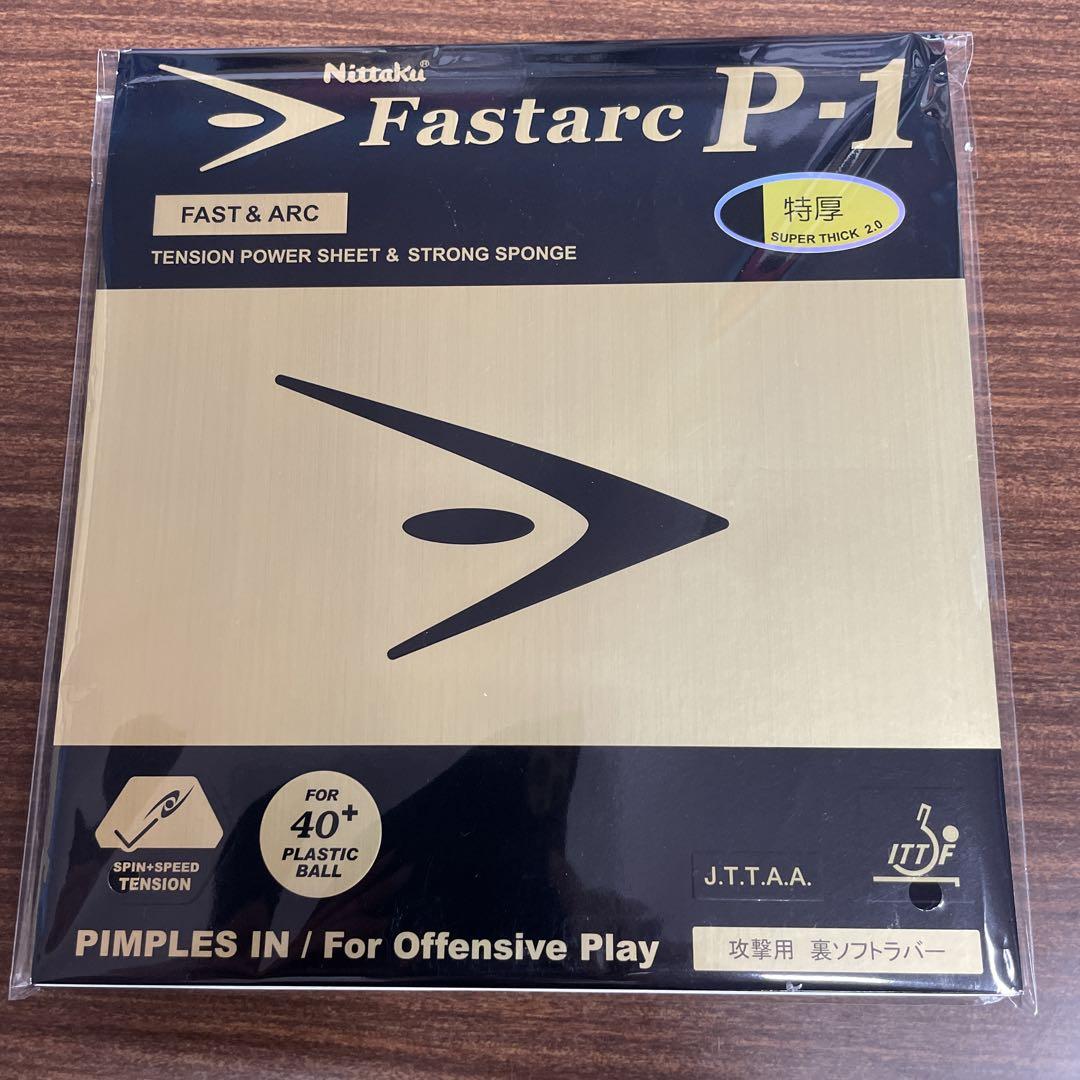 Nittaku®
Fastarc P-1
FAST & ARC
特厚
SUPER THICK 2.0
TENSION POWER SHEET & STRONG SPONGE
SPIN+SPEED
TENSION
FOR
40+
PLASTIC
BALL
J.T.T.A.A.
ITTF
PIMPLES IN / For Offensive Play
攻撃用 裏ソフトラバー